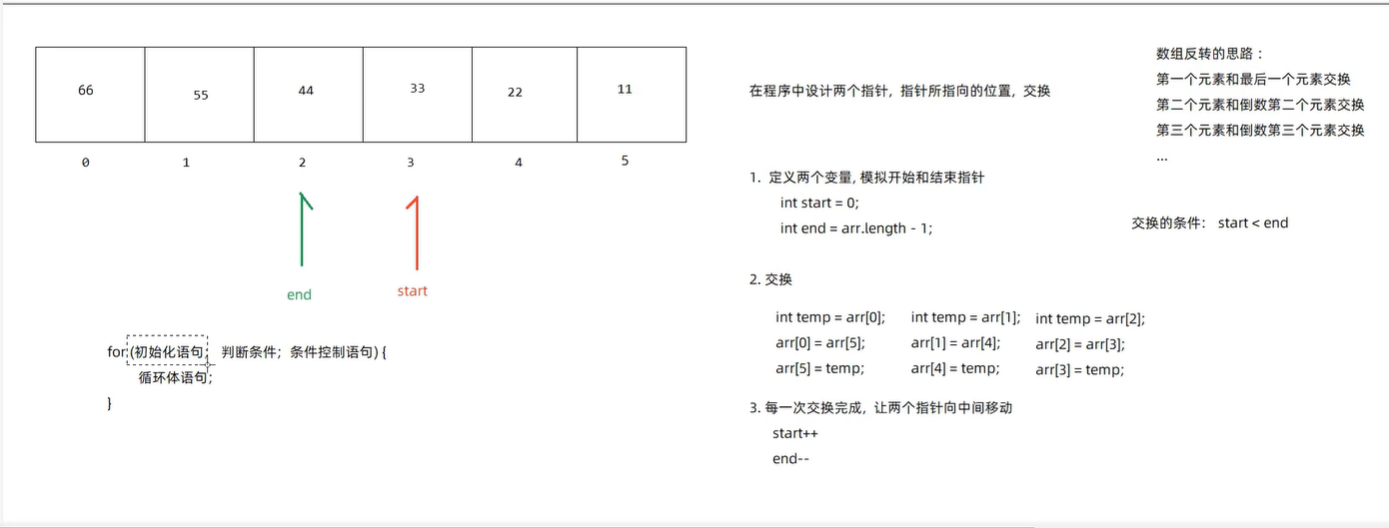 66 55 44 33 22 11
0 1 2 3 4 5
end
start
for (初始化语句; 判断条件; 条件控制语句) {
循环体语句;
}
在程序中设计两个指针, 指针所指向的位置, 交换
1. 定义两个变量, 模拟开始和结束指针
int start = 0;
int end = arr.length - 1;
2. 交换
int temp = arr[0]; int temp = arr[1]; int temp = arr[2];
arr[0] = arr[5]; arr[1] = arr[4]; arr[2] = arr[3];
arr[5] = temp; arr[4] = temp; arr[3] = temp;
3. 每一次交换完成, 让两个指针向中间移动
start++
end--
数组反转的思路：
第一个元素和最后一个元素交换
第二个元素和倒数第二个元素交换
第三个元素和倒数第三个元素交换
...
交换的条件： start < end